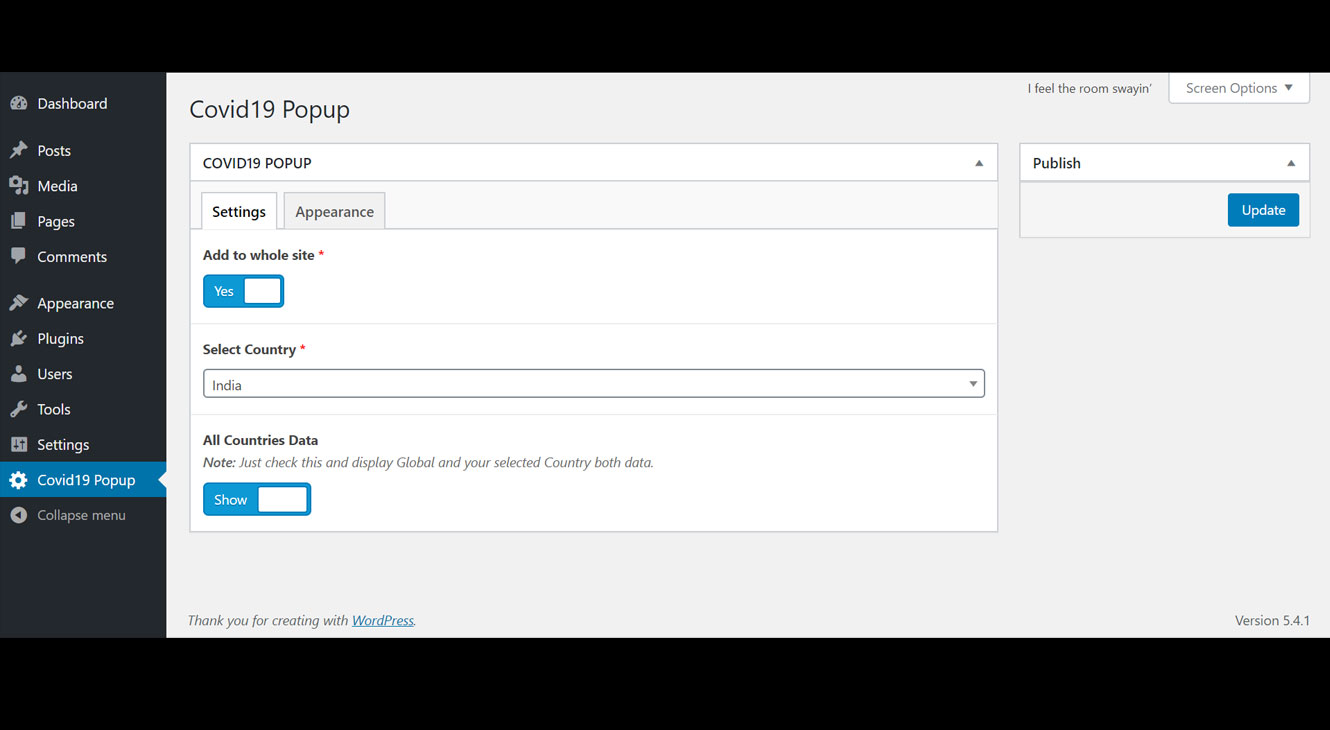 Dashboard
Posts
Media
Pages
Comments
Appearance
Plugins
Users
Tools
Settings
Covid19 Popup
Collapse menu
I feel the room swayin’
Screen Options
Covid19 Popup
COVID19 POPUP
Settings Appearance
Add to whole site *
Yes
Select Country *
India
All Countries Data
Note: Just check this and display Global and your selected Country both data.
Show
Publish
Update
Thank you for creating with WordPress.
Version 5.4.1